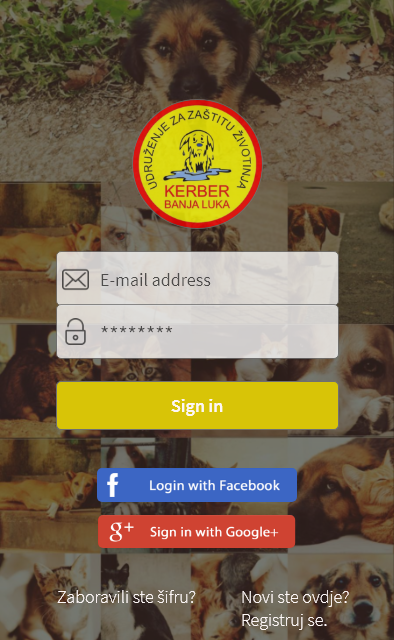 UDRUŽENJE ZA ZAŠTITU ŽIVOTINJA
KERBER
BANJA LUKA
E-mail address
********
Sign in
f Login with Facebook
g+ Sign in with Google+
Zaboravili ste šifru?
Novi ste ovdje?
Registruj se.